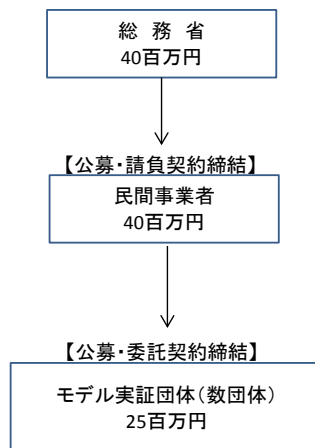 総 務 省
40百万円
【公募・請負契約締結】
民間事業者
40百万円
【公募・委託契約締結】
モデル実証団体（数団体）
25百万円